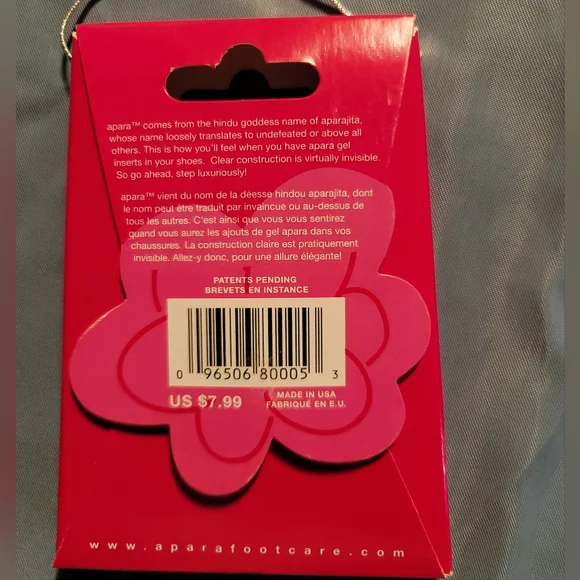 apara™ comes from the hindu goddess name of aparajita,
whose name loosely translates to undefeated or above all
others. This is how you'll feel when you have apara gel
inserts in your shoes. Clear construction is virtually invisible.
So go ahead, step luxuriously!
apara™ vient du nom de la déesse hindou aparajita, dont
le nom peut être traduit par invaincue ou au-dessus de
tous les autres. C'est ainsi que vous vous sentirez
quand vous aurez les ajouts de gel apara dans vos
chaussures. La construction claire est pratiquement
invisible. Allez-y donc, pour une allure élégante!
PATENTS PENDING
BREVETS EN INSTANCE
0 96506 80005 3
US $7.99
MADE IN USA
FABRIQUÉ EN E.U.
www.aparafootcare.com